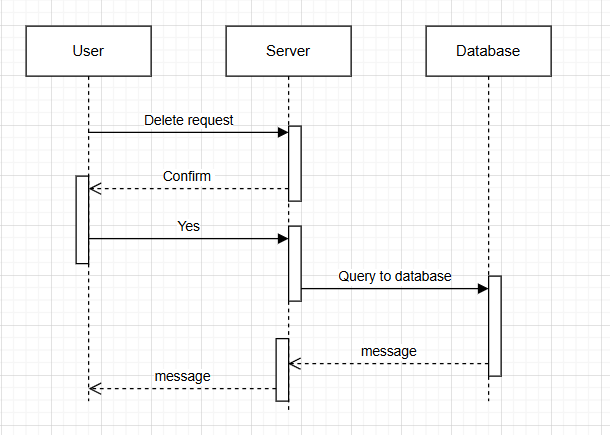 User
Server
Database
Delete request
Confirm
Yes
Query to database
message
message